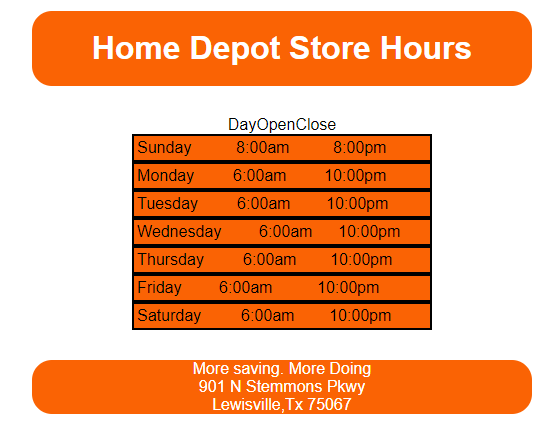 Home Depot Store Hours
DayOpenClose
Sunday 8:00am 8:00pm
Monday 6:00am 10:00pm
Tuesday 6:00am 10:00pm
Wednesday 6:00am 10:00pm
Thursday 6:00am 10:00pm
Friday 6:00am 10:00pm
Saturday 6:00am 10:00pm
More saving. More Doing
901 N Stemmons Pkwy
Lewisville,Tx 75067